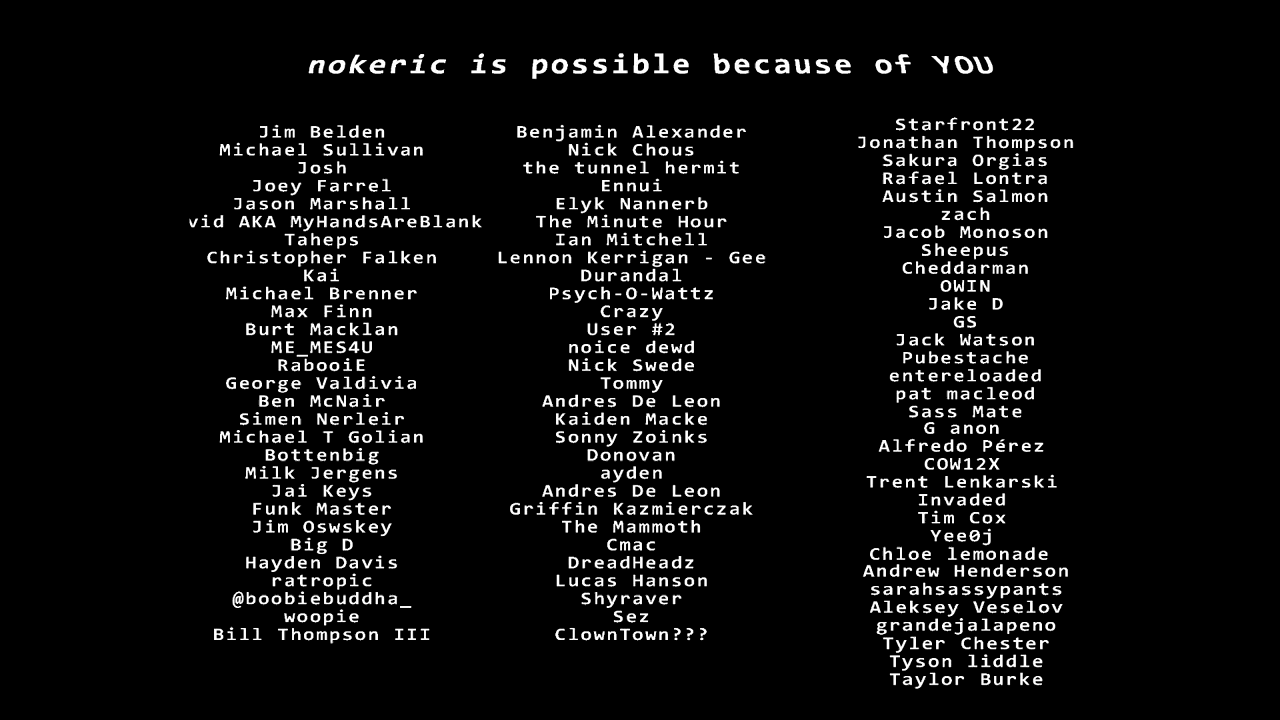 nokeric is possible because of YOU
Jim Belden
Michael Sullivan
Josh
Joey Farrel
Jason Marshall
vid AKA MyHandsAreBlank
Taheps
Christopher Falken
Kai
Michael Brenner
Max Finn
Burt Macklan
ME_MES4U
RabooiE
George Valdivia
Ben McNair
Simen Nerleir
Michael T Golian
Bottenbig
Milk Jergens
Jai Keys
Funk Master
Jim Oswskey
Big D
Hayden Davis
ratropic
@boobiebuddha_
woopie
Bill Thompson III
Benjamin Alexander
Nick Chous
the tunnel hermit
Ennui
Elyk Nannerb
The Minute Hour
Ian Mitchell
Lennon Kerrigan - Gee
Durandal
Psych-O-Wattz
Crazy
User #2
noice dewd
Nick Swede
Tommy
Andres De Leon
Kaiden Macke
Sonny Zoinks
Donovan
ayden
Andres De Leon
Griffin Kazmierczak
The Mammoth
Cmac
DreadHeadz
Lucas Hanson
Shyraver
Sez
ClownTown???
Starfront22
Jonathan Thompson
Sakura Orgias
Rafael Lontra
Austin Salmon
zach
Jacob Monoson
Sheepus
Cheddarman
OWIN
Jake D
GS
Jack Watson
Pubestache
entereloaded
pat macleod
Sass Mate
G anon
Alfredo Pérez
COW12X
Trent Lenkarski
Invaded
Tim Cox
Yee0j
Chloe lemonade
Andrew Henderson
sarahsassypants
Aleksey Veselov
grandejalapeno
Tyler Chester
Tyson liddle
Taylor Burke